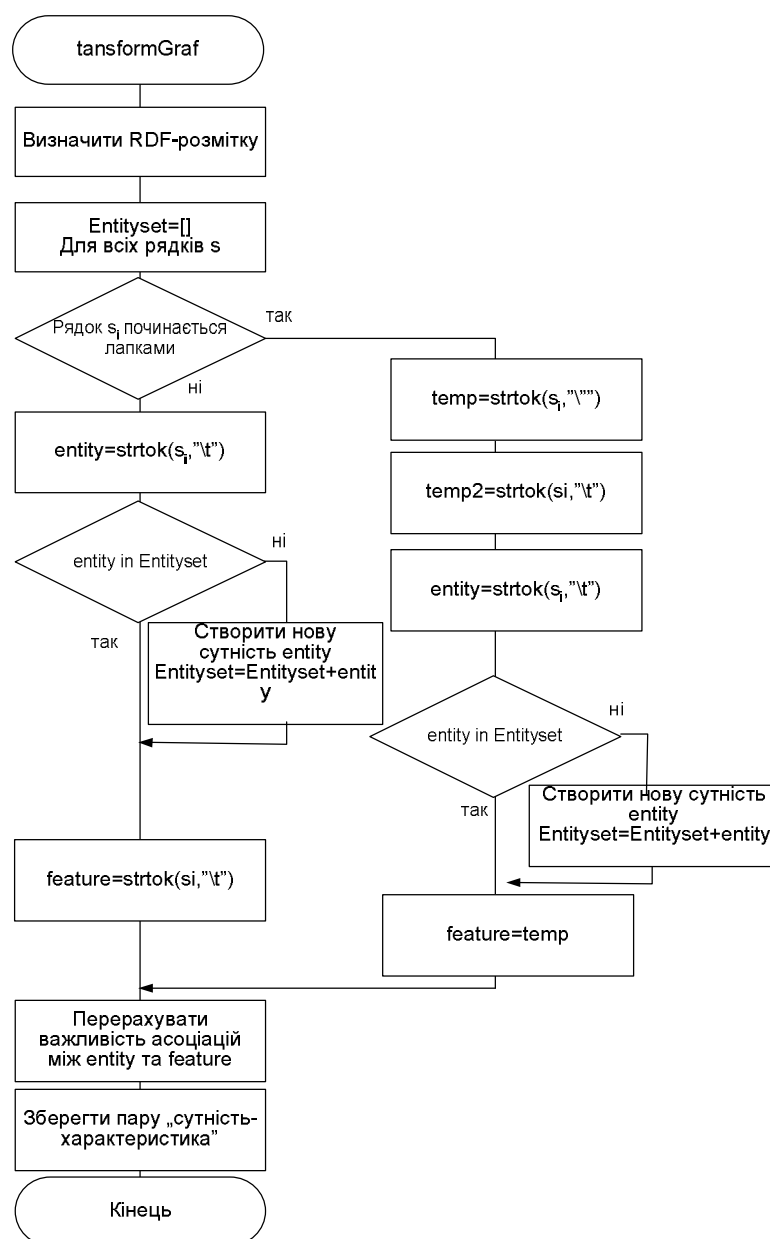 tansformGraf
Визначити RDF-розмітку
Entityset=[]
Для всіх рядків s
Рядок si починається
лапками
так
ні
entity=strtok(si,"\t”)
entity in Entityset
ні
так
Створити нову
сутність entity
Entityset=Entityset+entit
y
feature=strtok(si,”\t”)
temp=strtok(si,”\"”)
temp2=strtok(si,”\t”)
entity=strtok(si,”\t”)
entity in Entityset
ні
так
Створити нову сутність
entity
Entityset=Entityset+entity
feature=temp
Перерахувати
важливість асоціацій
між entity та feature
Зберегти пару „сутність-
характеристика”
Кінець